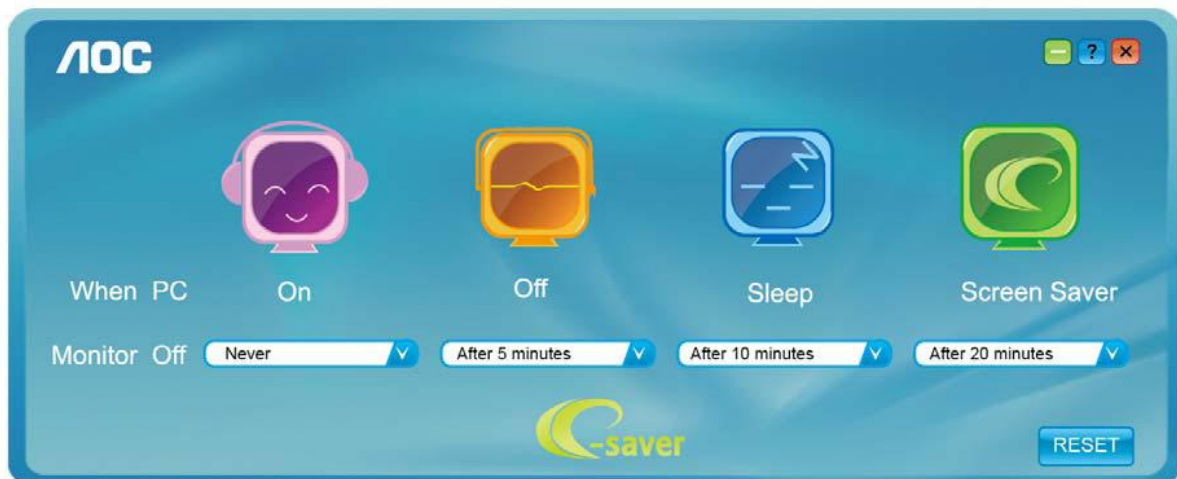 AOC
?
When PC On Off Sleep Screen Saver
Monitor Off Never After 5 minutes After 10 minutes After 20 minutes
e-saver
RESET